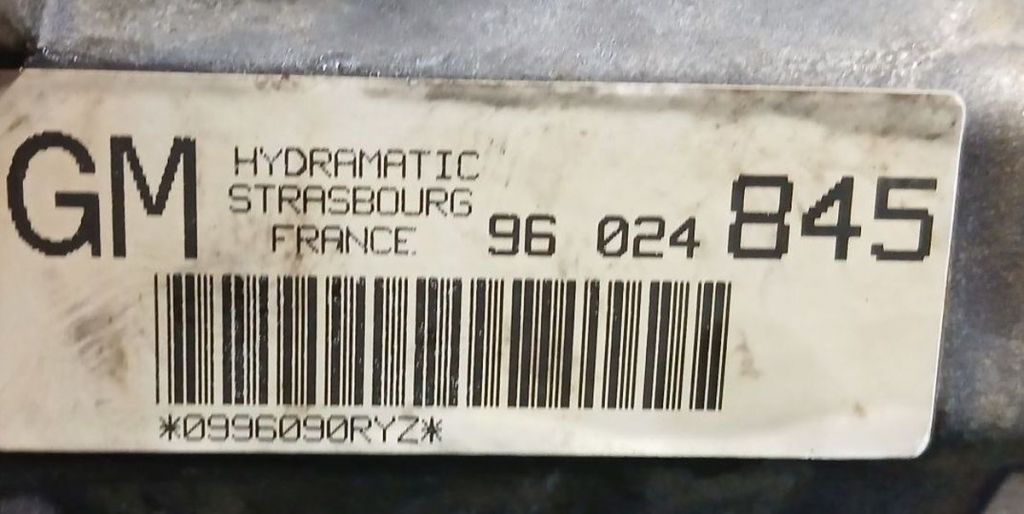 GM
HYDRAMATIC
STRASBOURG
FRANCE
96 024 845
*0996090RYZ*